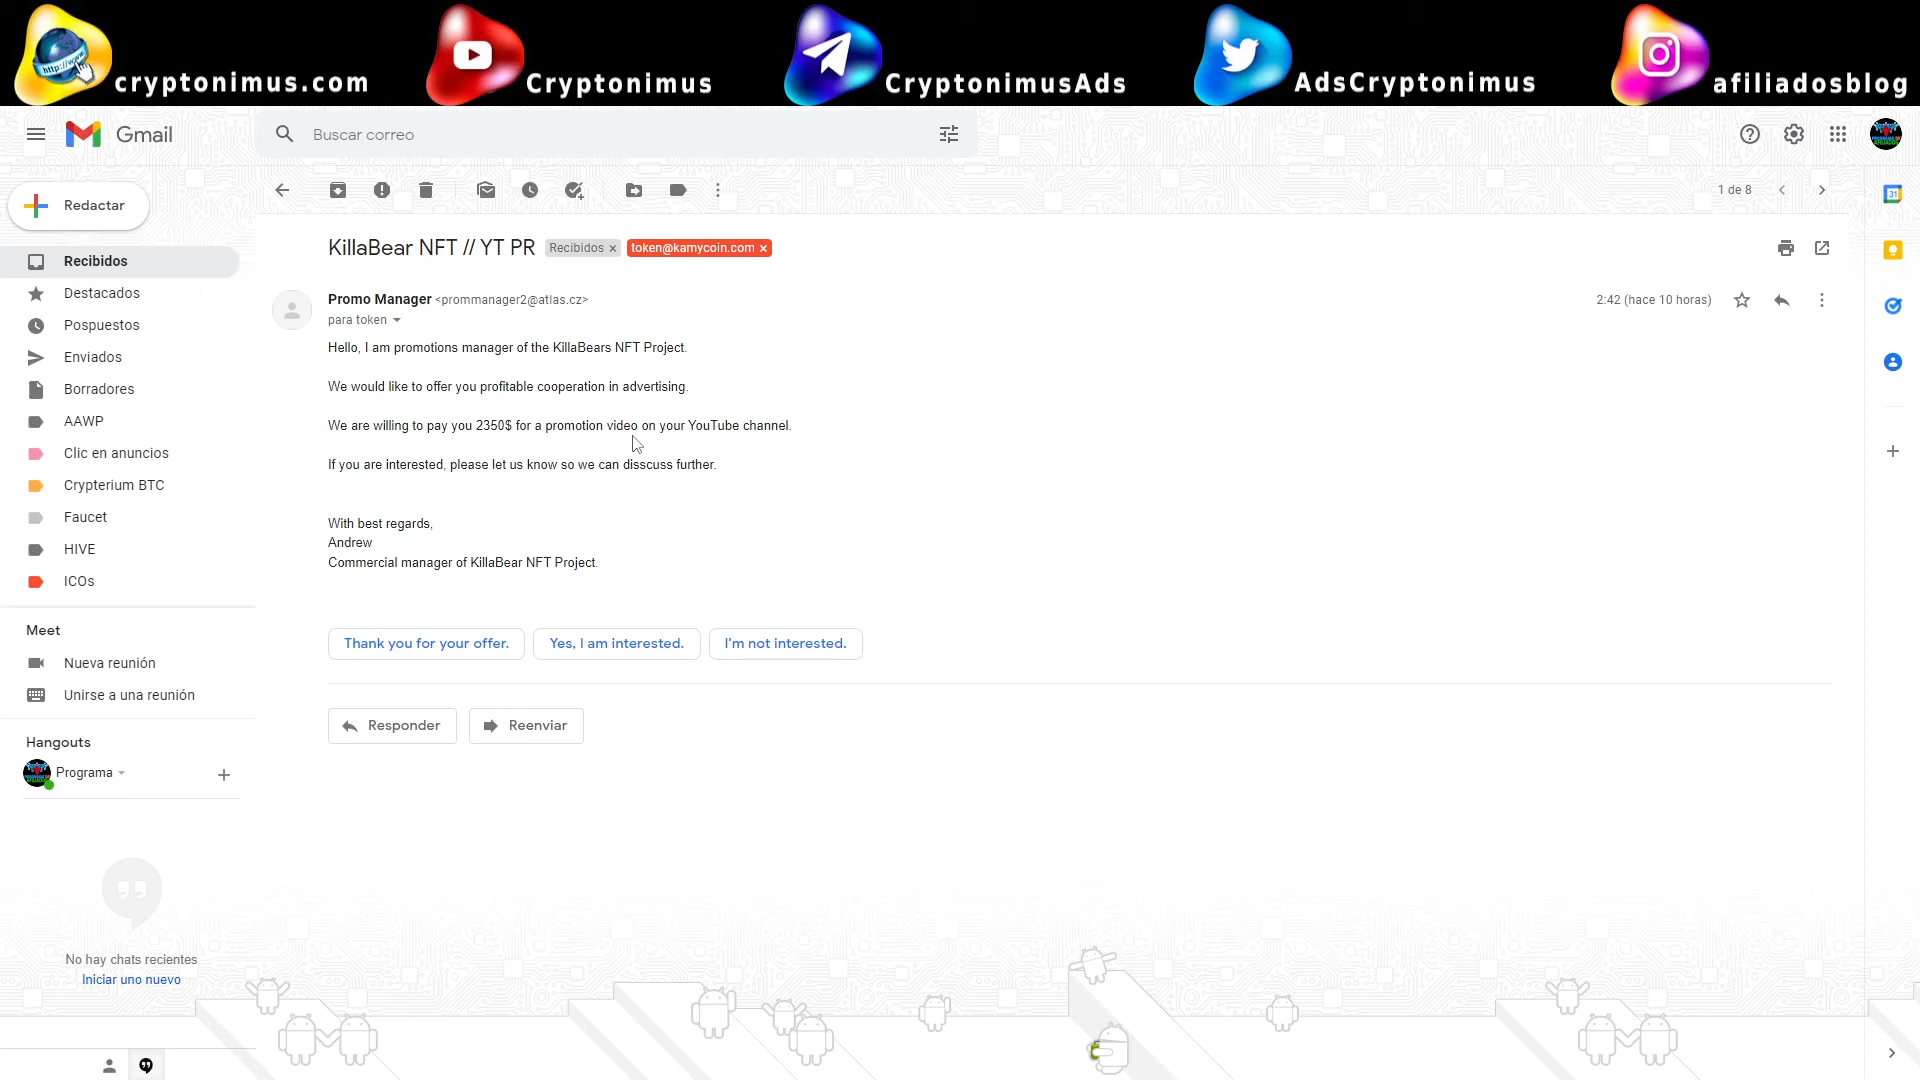 cryptonimus.com
Cryptonimus
CryptonimusAds
AdsCryptonimus
afiliadosblog
http://www
Gmail
Buscar correo
Redactar
1 de 8
31
Recibidos
Destacados
Pospuestos
Enviados
Borradores
AAWP
Clic en anuncios
Crypterium BTC
Faucet
HIVE
ICOs
Meet
Nueva reunión
Unirse a una reunión
Hangouts
Programa
No hay chats recientes
Iniciar uno nuevo
KillaBear NFT // YT PR Recibidos x token@kamycoin.com x
Promo Manager <prommanager2@atlas.cz>
2:42 (hace 10 horas)
para token
Hello, I am promotions manager of the KillaBears NFT Project.
We would like to offer you profitable cooperation in advertising.
We are willing to pay you 2350$ for a promotion video on your YouTube channel.
If you are interested, please let us know so we can disscuss further.
With best regards,
Andrew
Commercial manager of KillaBear NFT Project.
Thank you for your offer.
Yes, I am interested.
I'm not interested.
Responder
Reenviar